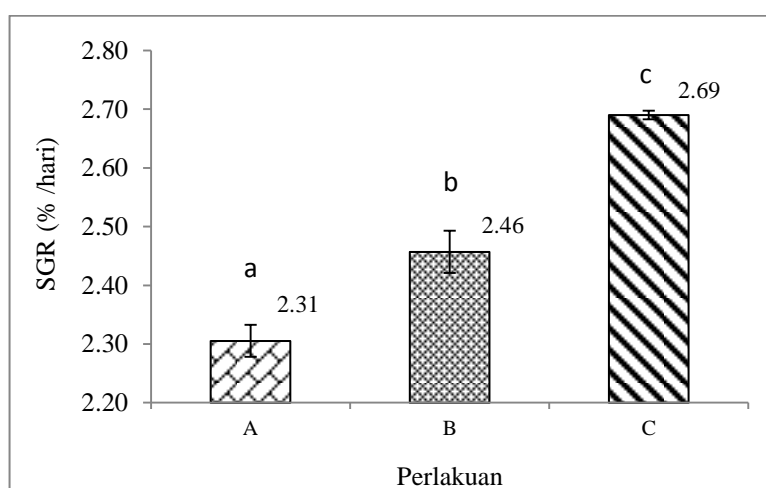 2.80
2.70
2.60
2.50
2.40
2.30
2.20
SGR (% /hari)
a
2.31
b
2.46
c
2.69
A
B
C
Perlakuan